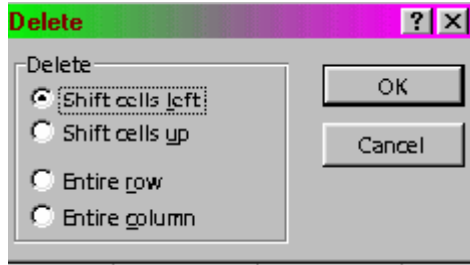 Delete
Delete
Shift cells left
Shift cells up
Entire row
Entire column
OK
Cancel